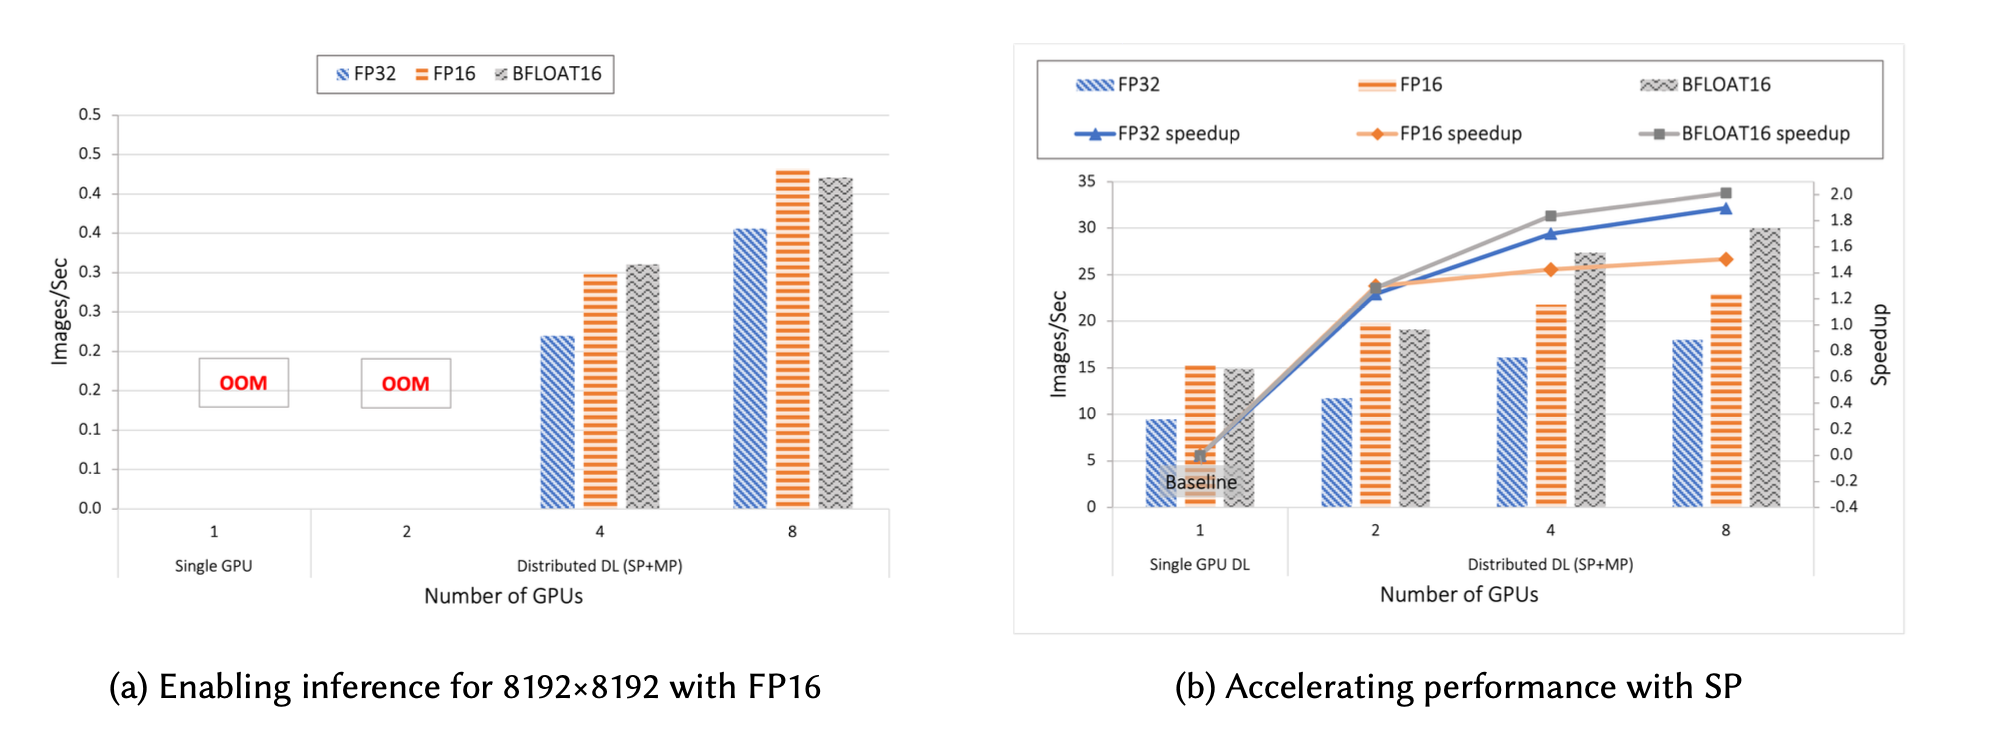 FP32 FP16 BFLOAT16
0.5
0.5
0.4
0.4
0.3
0.3
0.2
0.2
0.1
0.1
0.0
Images/Sec
OOM
OOM
1 2 4 8
Single GPU Distributed DL (SP+MP)
Number of GPUs
(a) Enabling inference for 8192×8192 with FP16
FP32 FP16 BFLOAT16
FP32 speedup FP16 speedup BFLOAT16 speedup
35
30
25
20
15
10
5
0
Images/Sec
Baseline
2.0
1.8
1.6
1.4
1.2
1.0
0.8
0.6
0.4
0.2
0.0
-0.2
-0.4
Speedup
1 2 4 8
Single GPU DL Distributed DL (SP+MP)
Number of GPUs
(b) Accelerating performance with SP